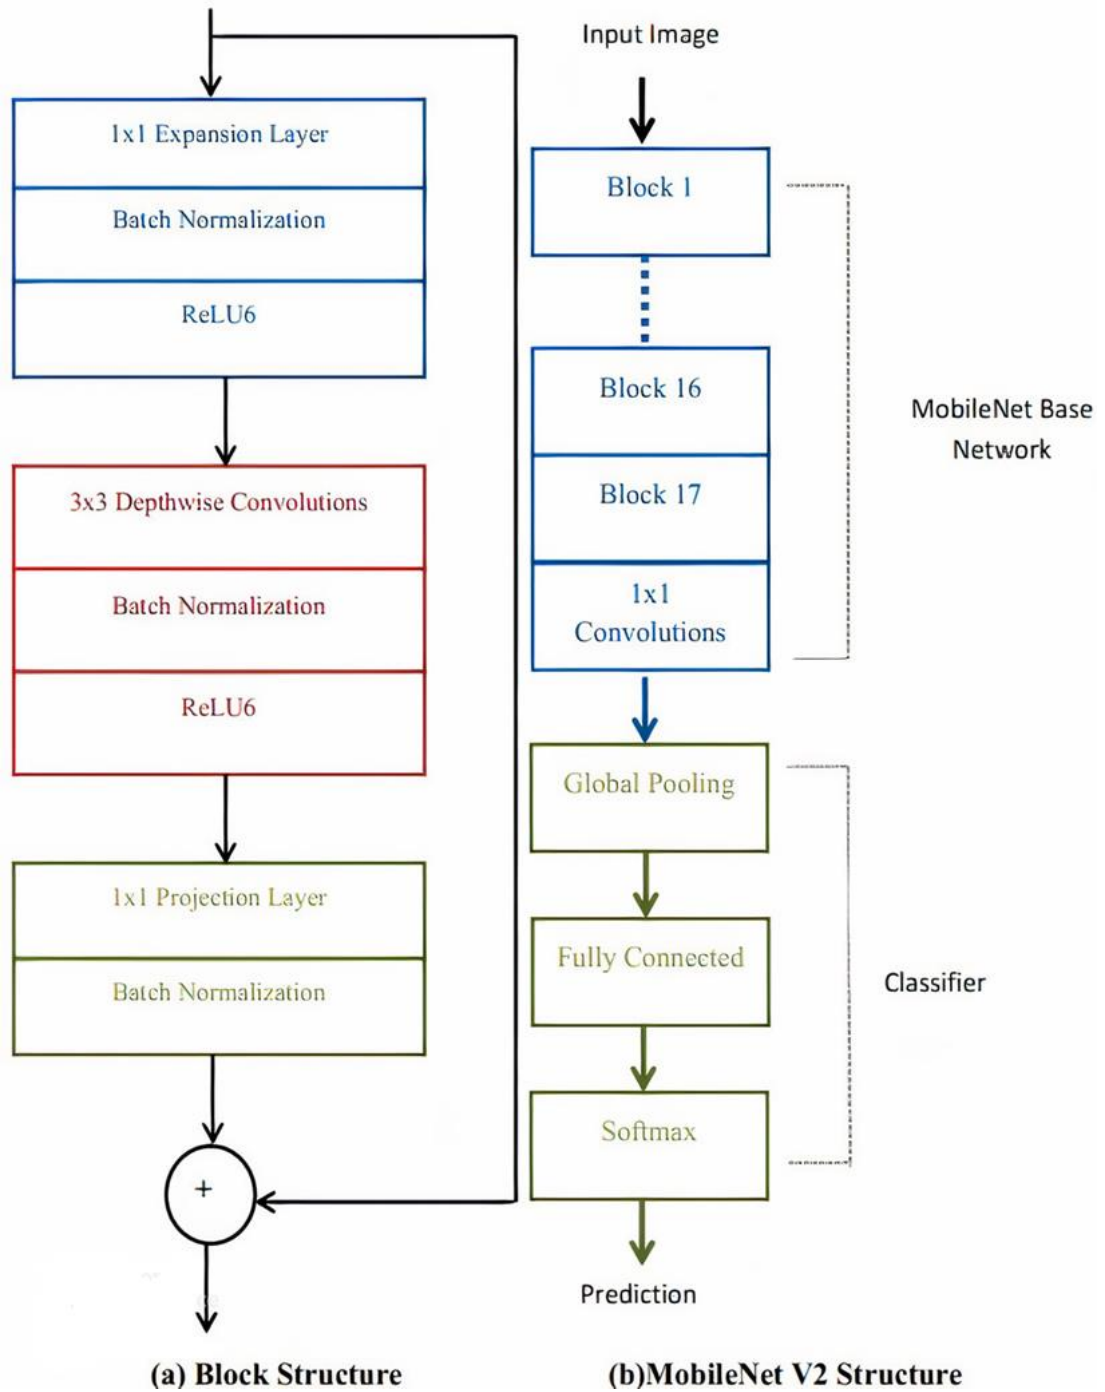 1x1 Expansion Layer
Batch Normalization
ReLU6
3x3 Depthwise Convolutions
Batch Normalization
ReLU6
1x1 Projection Layer
Batch Normalization
+
(a) Block Structure
Input Image
Block 1
Block 16
Block 17
1x1
Convolutions
MobileNet Base
Network
Global Pooling
Fully Connected
Softmax
Classifier
Prediction
(b)MobileNet V2 Structure